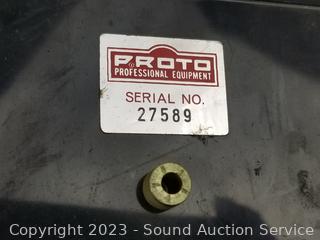 PROTO
PROFESSIONAL EQUIPMENT
SERIAL NO.
27589
Copyright © 2023 - Sound Auction Service